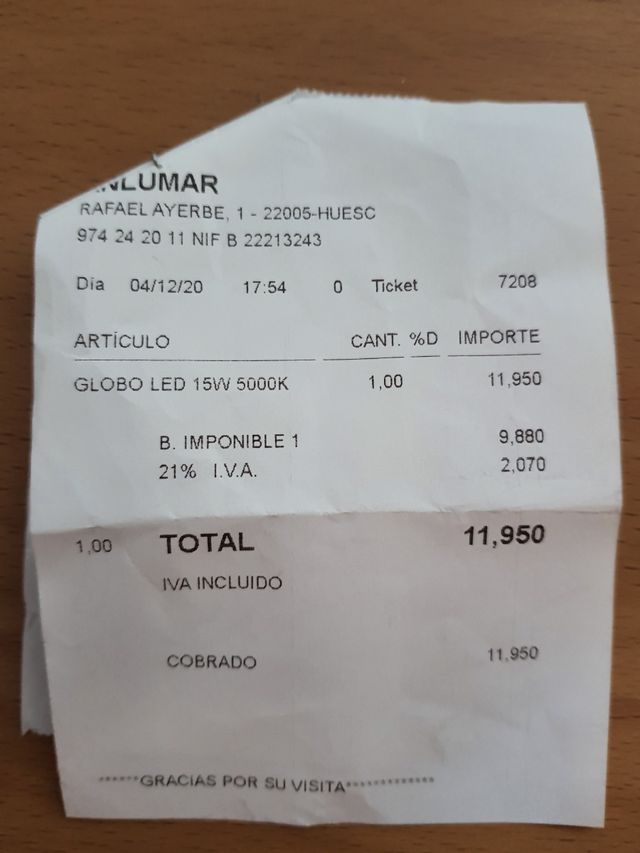 NLUMAR
RAFAEL AYERBE, 1 - 22005-HUESC
974 24 20 11 NIF B 22213243
Día 04/12/20 17:54 0 Ticket 7208
ARTÍCULO CANT. %D IMPORTE
GLOBO LED 15W 5000K 1,00 11,950
B. IMPONIBLE 1 9,880
21% I.V.A. 2,070
1,00 TOTAL 11,950
IVA INCLUIDO
COBRADO 11,950
******GRACIAS POR SU VISITA*************